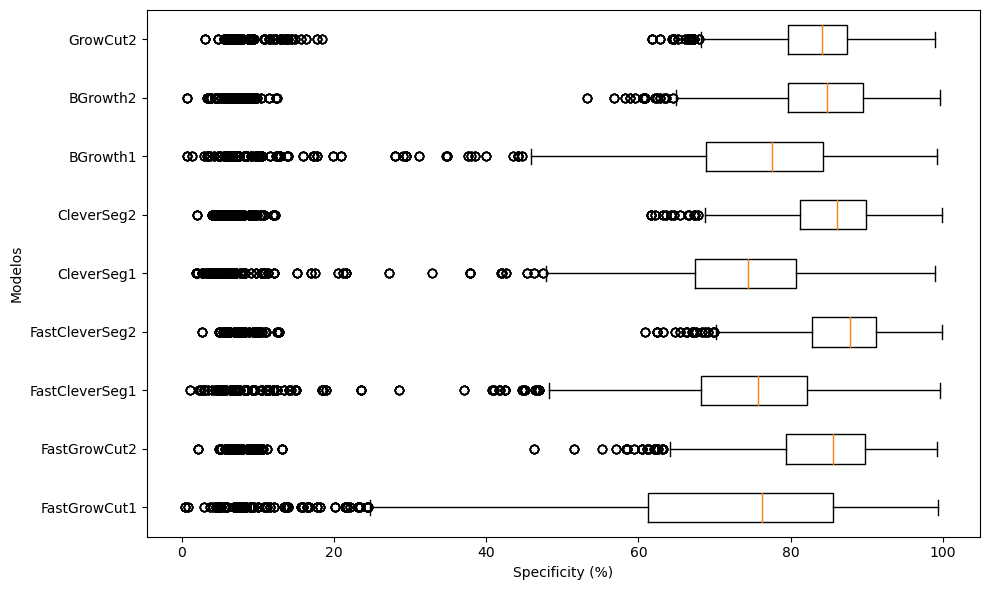 GrowCut2
BGrowth2
BGrowth1
CleverSeg2
CleverSeg1
FastCleverSeg2
FastCleverSeg1
FastGrowCut2
FastGrowCut1
Modelos
0 20 40 60 80 100
Specificity (%)